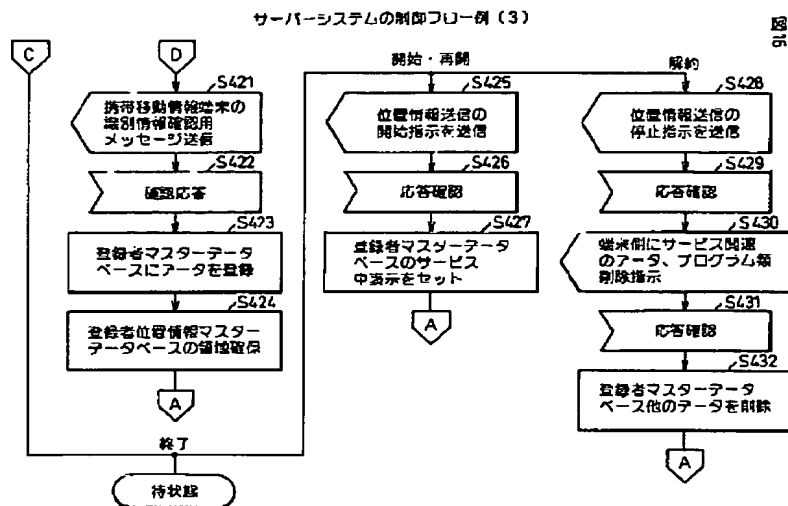 サーバーシステムの制御フロー例(3)
図16
C
D
S421
携帯移動情報端末の
識別情報確認用
メッセージ送信
S422
確認応答
S423
登録者マスターデータ
ベースにデータを登録
S424
登録者位置情報マスター
データベースの領域確保
A
終了
待状態
開始・再開
S425
位置情報送信の
開始指示を送信
S426
応答確認
S427
登録者マスターデータ
ベースのサービス
中表示をセット
A
解約
S428
位置情報送信の
停止指示を送信
S429
応答確認
S430
端末側にサービス関連
のデータ、プログラム類
削除指示
S431
応答確認
S432
登録者マスターデータ
ベース他のデータを削除
A